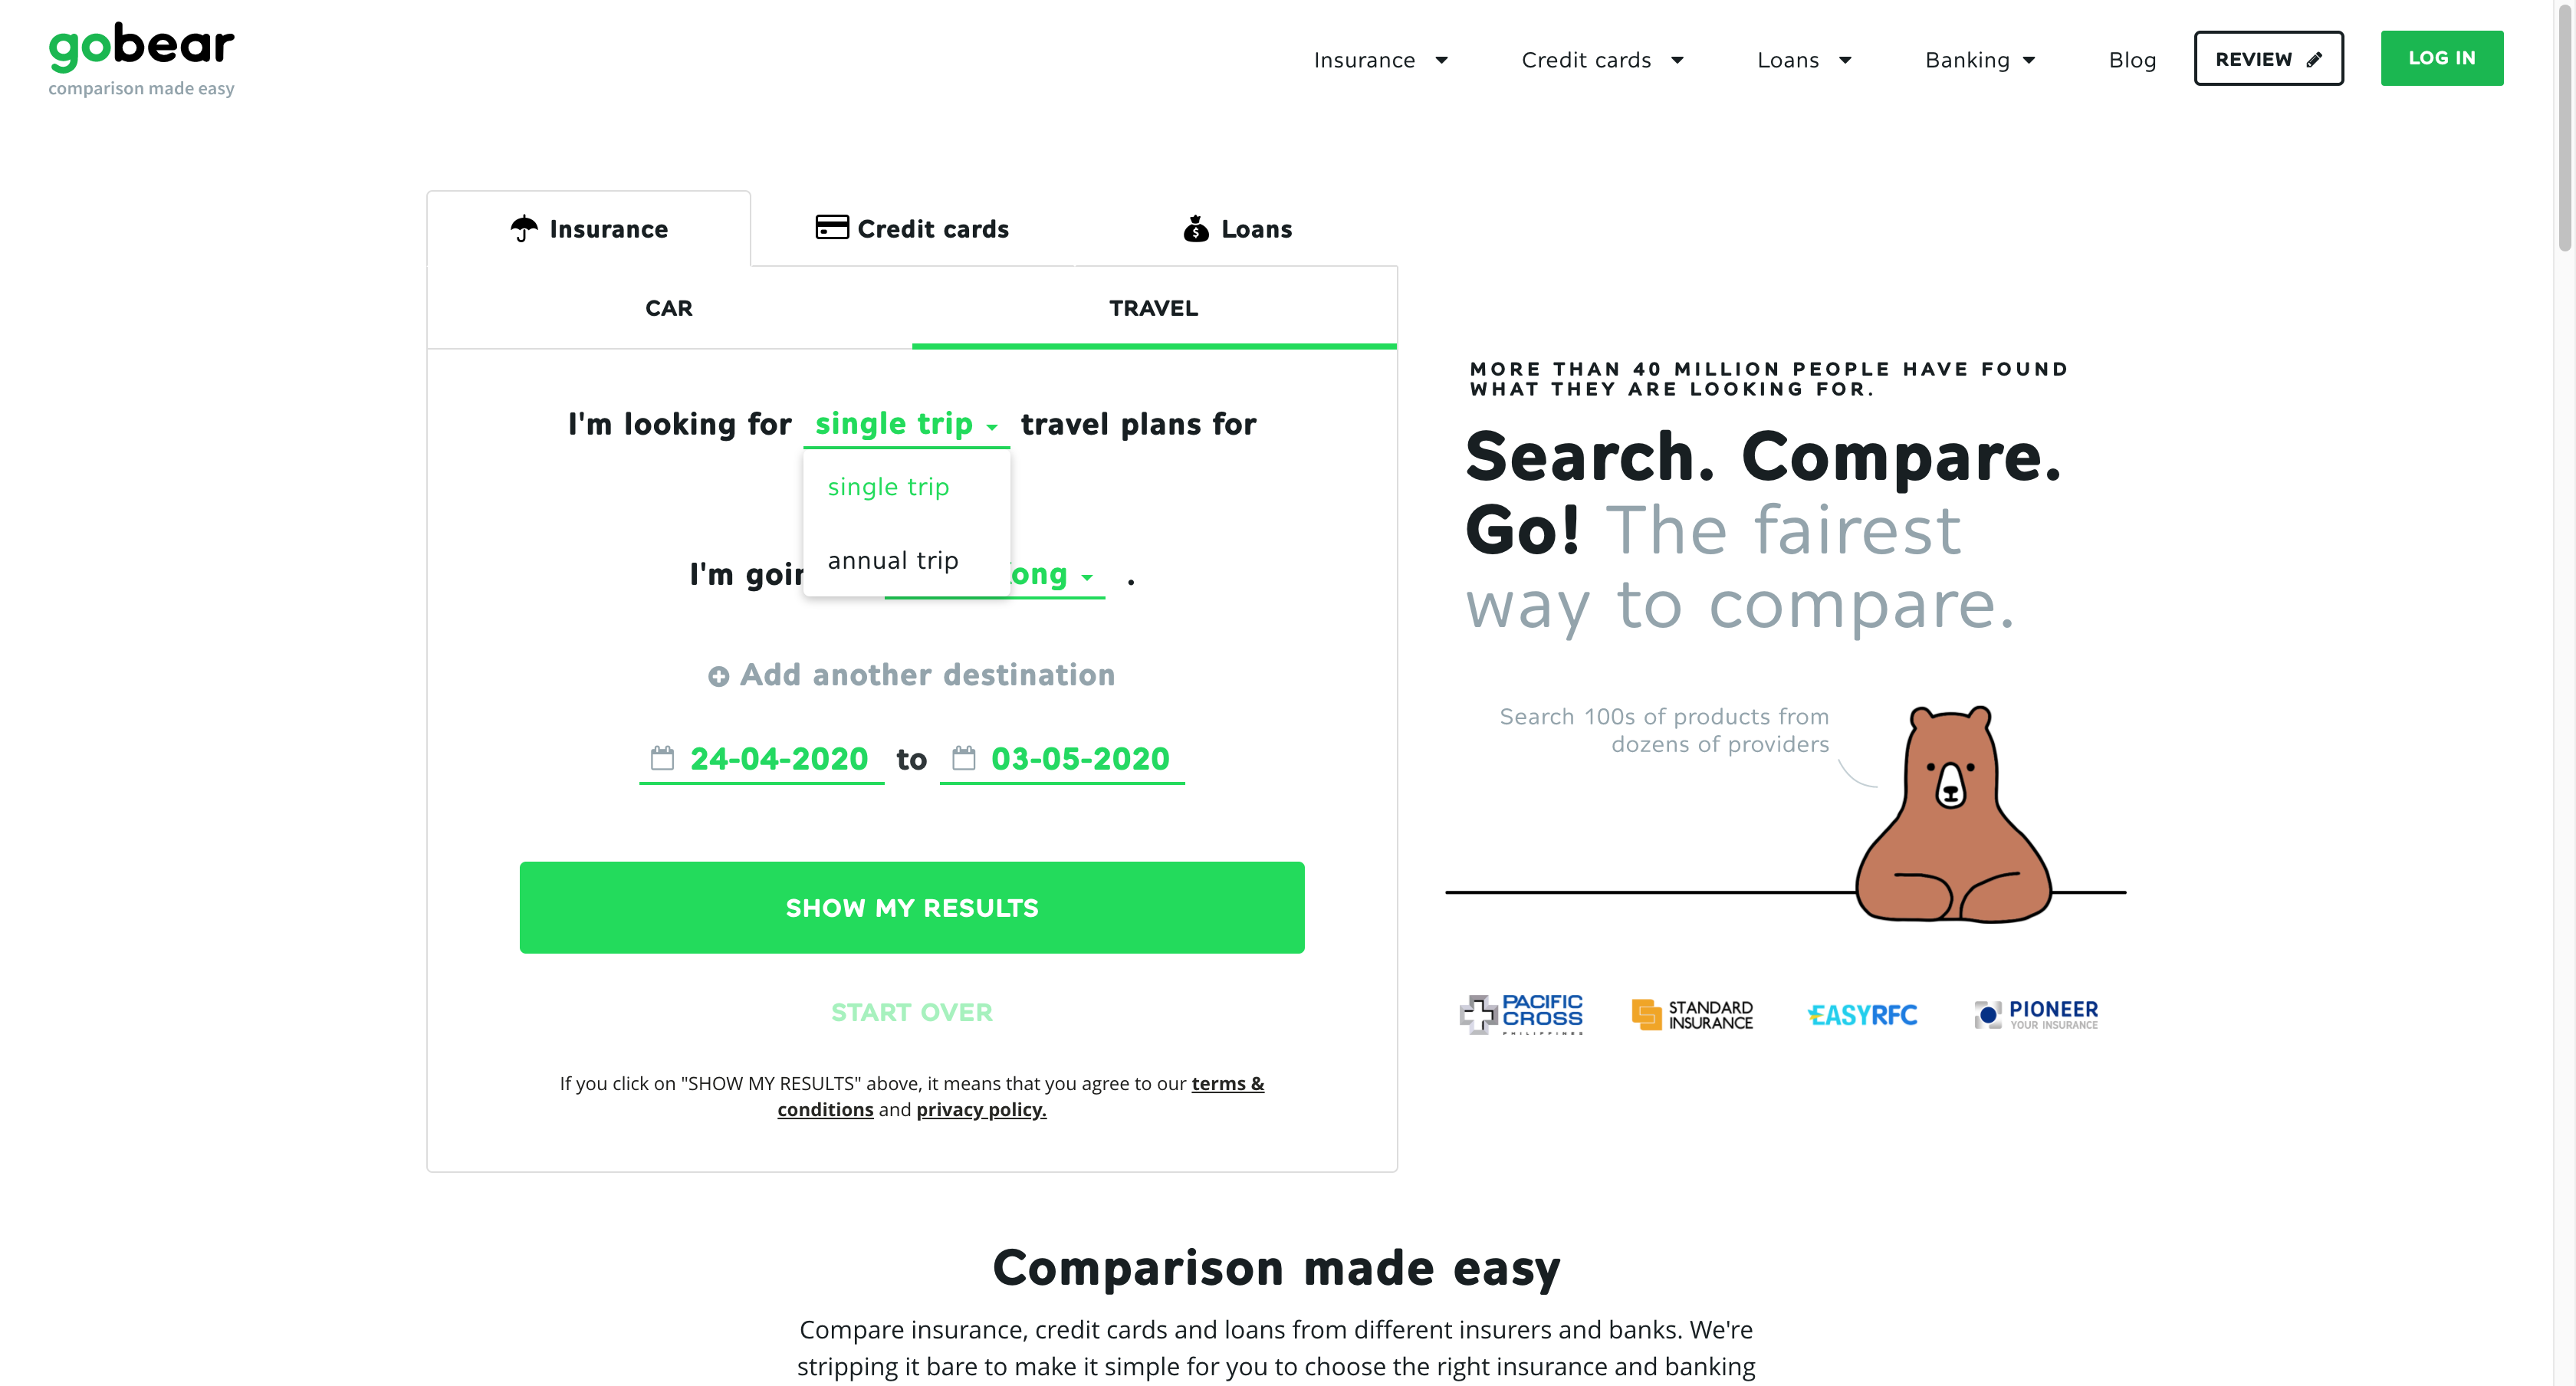 gobear
comparison made easy
Insurance
Credit cards
Loans
Banking
Blog
REVIEW
LOG IN
Insurance
Credit cards
Loans
CAR
TRAVEL
I'm looking for single trip travel plans for
single trip
annual trip
I'm goin ong .
Add another destination
24-04-2020 to 03-05-2020
SHOW MY RESULTS
START OVER
If you click on "SHOW MY RESULTS" above, it means that you agree to our terms &
conditions and privacy policy.
MORE THAN 40 MILLION PEOPLE HAVE FOUND
WHAT THEY ARE LOOKING FOR.
Search. Compare.
Go! The fairest
way to compare.
Search 100s of products from
dozens of providers
PACIFIC
CROSS
PHILIPPINES
STANDARD
INSURANCE
EASYRFC
PIONEER
YOUR INSURANCE
Comparison made easy
Compare insurance, credit cards and loans from different insurers and banks. We're
stripping it bare to make it simple for you to choose the right insurance and banking